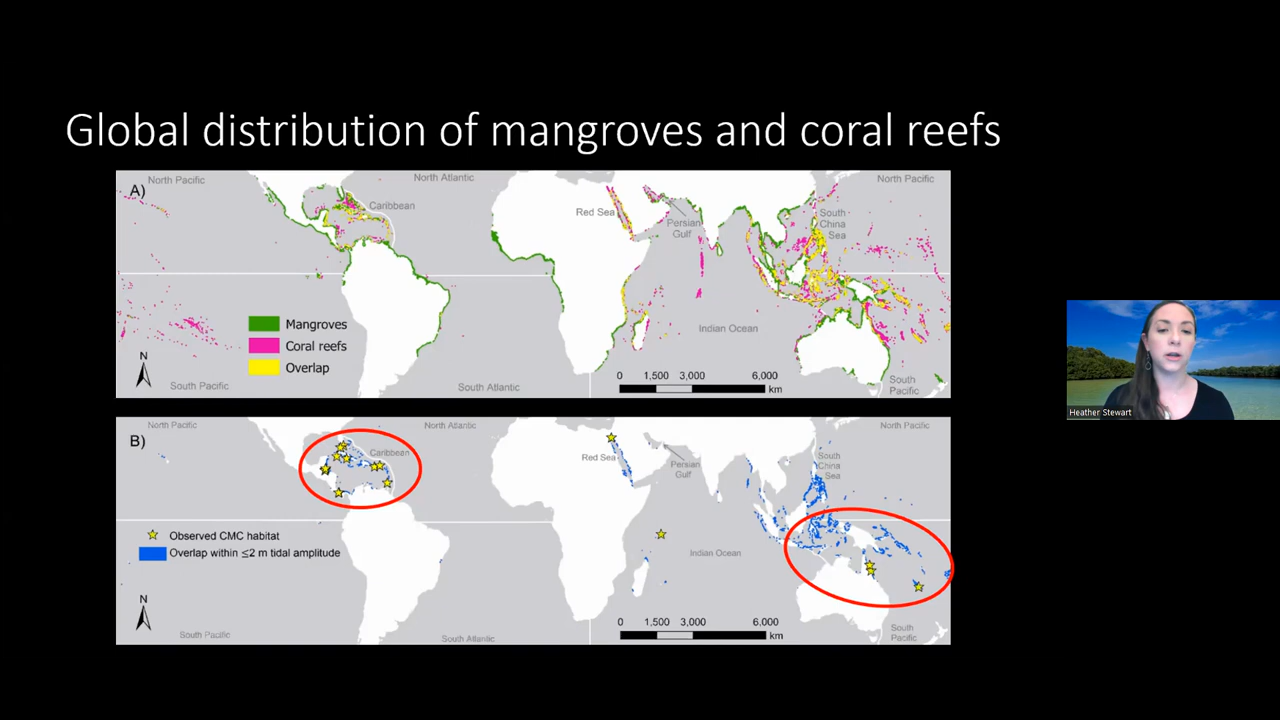 Global distribution of mangroves and coral reefs
A)
North Pacific
North Atlantic
North Pacific
Caribbean
Red Sea
Persian
Gulf
South
China
Sea
Indian Ocean
Mangroves
Coral reefs
Overlap
N
South Pacific
South Atlantic
South
Pacific
0 1,500 3,000 6,000
km
B)
North Pacific
North Atlantic
North Pacific
Caribbean
Red Sea
Persian
Gulf
South
China
Sea
Observed CMC habitat
Overlap within ≤2 m tidal amplitude
Indian Ocean
N
South Pacific
South Atlantic
South
Pacific
0 1,500 3,000 6,000
km
Heather Stewart